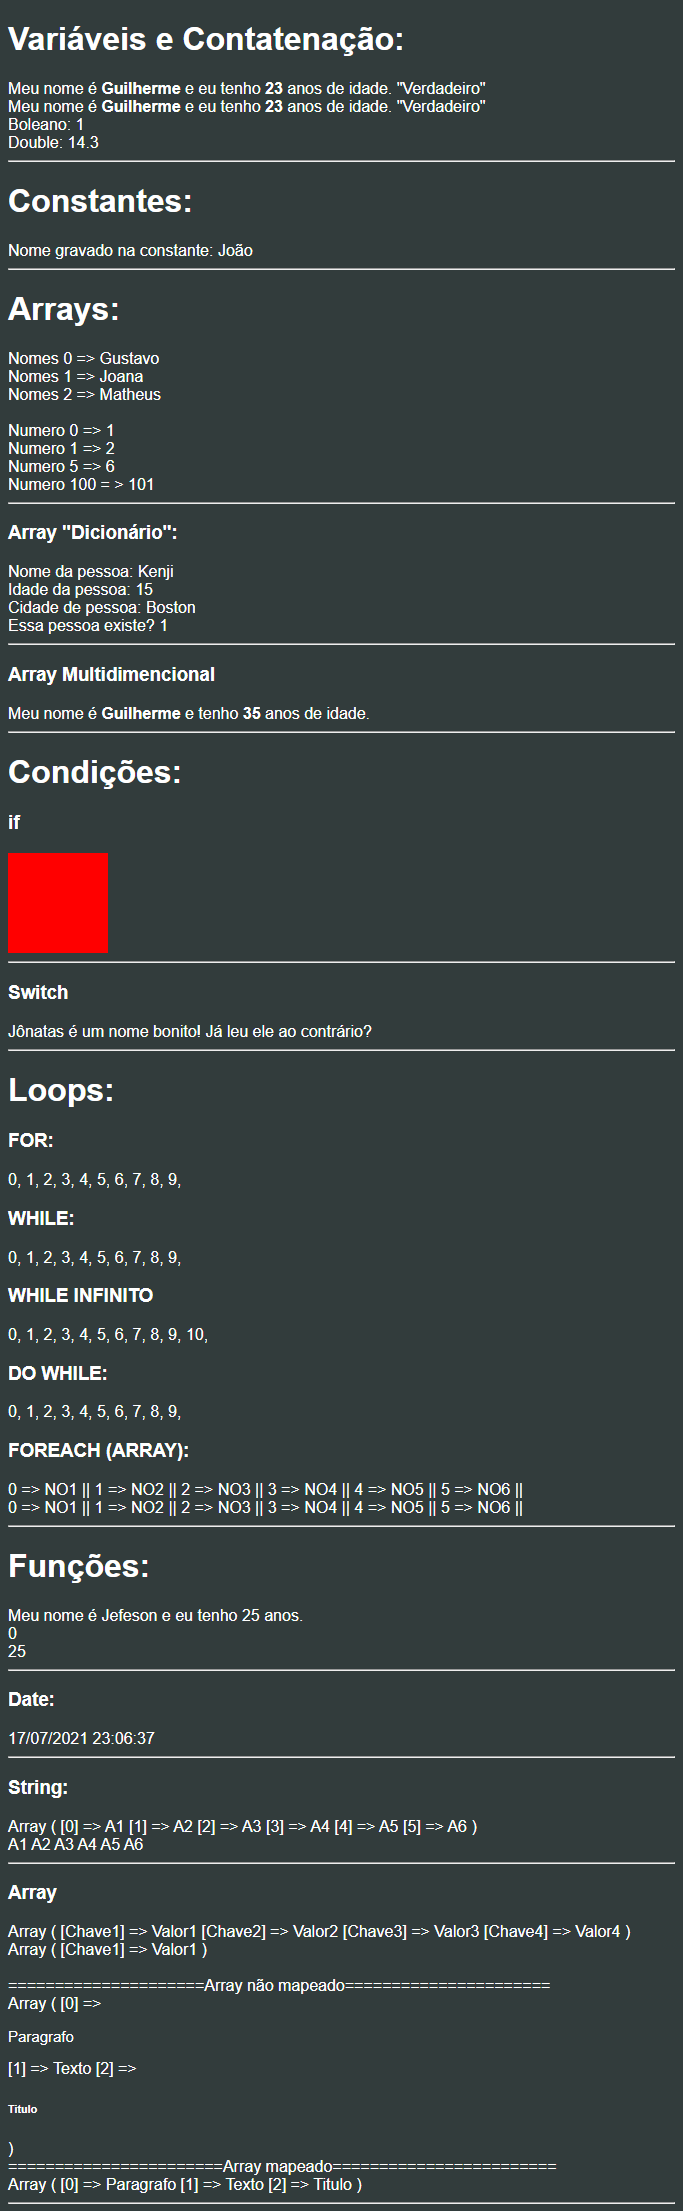 Variáveis e Contatenação:
Meu nome é Guilherme e eu tenho 23 anos de idade. "Verdadeiro"
Meu nome é Guilherme e eu tenho 23 anos de idade. "Verdadeiro"
Boleano: 1
Double: 14.3
Constantes:
Nome gravado na constante: João
Arrays:
Nomes 0 => Gustavo
Nomes 1 => Joana
Nomes 2 => Matheus
Numero 0 => 1
Numero 1 => 2
Numero 5 => 6
Numero 100 = > 101
Array "Dicionário":
Nome da pessoa: Kenji
Idade da pessoa: 15
Cidade de pessoa: Boston
Essa pessoa existe? 1
Array Multidimencional
Meu nome é Guilherme e tenho 35 anos de idade.
Condições:
if
Switch
Jônatas é um nome bonito! Já leu ele ao contrário?
Loops:
FOR:
0, 1, 2, 3, 4, 5, 6, 7, 8, 9,
WHILE:
0, 1, 2, 3, 4, 5, 6, 7, 8, 9,
WHILE INFINITO
0, 1, 2, 3, 4, 5, 6, 7, 8, 9, 10,
DO WHILE:
0, 1, 2, 3, 4, 5, 6, 7, 8, 9,
FOREACH (ARRAY):
0 => NO1 || 1 => NO2 || 2 => NO3 || 3 => NO4 || 4 => NO5 || 5 => NO6 ||
0 => NO1 || 1 => NO2 || 2 => NO3 || 3 => NO4 || 4 => NO5 || 5 => NO6 ||
Funções:
Meu nome é Jefeson e eu tenho 25 anos.
0
25
Date:
17/07/2021 23:06:37
String:
Array ( [0] => A1 [1] => A2 [2] => A3 [3] => A4 [4] => A5 [5] => A6 )
A1 A2 A3 A4 A5 A6
Array
Array ( [Chave1] => Valor1 [Chave2] => Valor2 [Chave3] => Valor3 [Chave4] => Valor4 )
Array ( [Chave1] => Valor1 )
=====================Array não mapeado======================
Array ( [0] =>
Paragrafo
[1] => Texto [2] =>
Titulo
)
=======================Array mapeado========================
Array ( [0] => Paragrafo [1] => Texto [2] => Titulo )